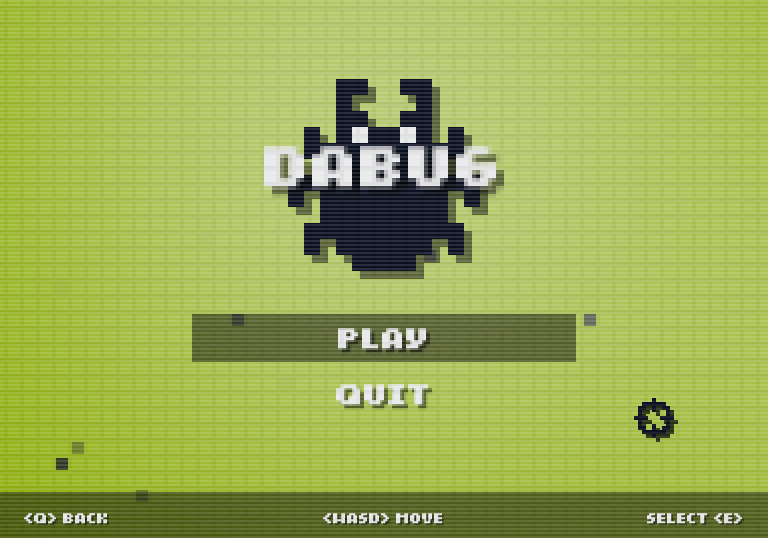 DABUG
PLAY
QUIT
<Q> BACK
<WASD> MOVE
SELECT <E>